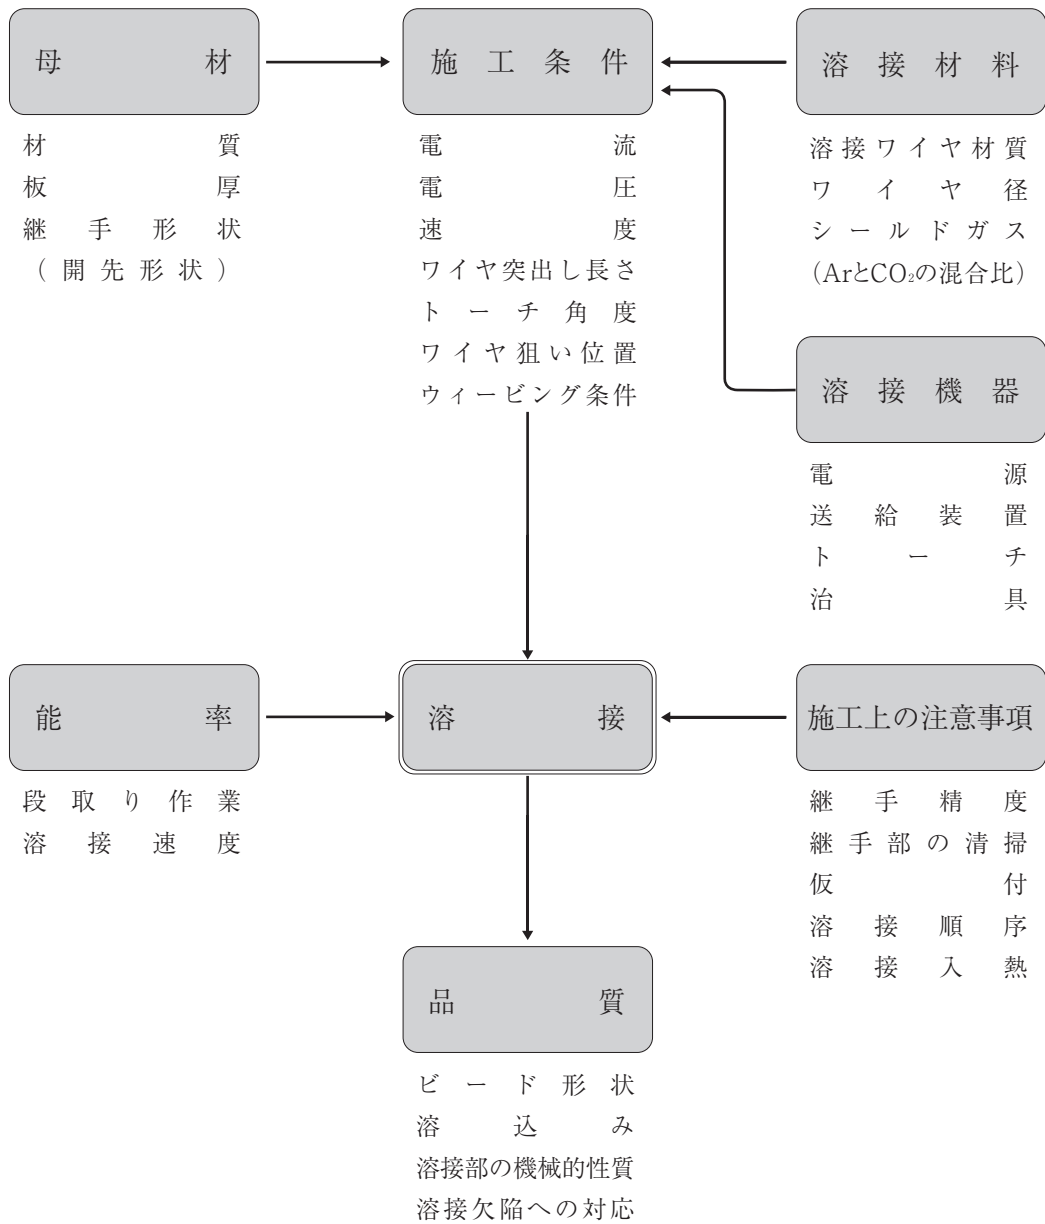 母材
材質
板厚
継手形状
(開先形状)
施工条件
電流
電圧
速度
ワイヤ突出し長さ
トーチ角度
ワイヤ狙い位置
ウィービング条件
溶接材料
溶接ワイヤ材質
ワイヤ径
シールドガス
(ArとCO₂の混合比)
溶接機器
電源
送給装置
トーチ
治具
能率
段取り作業
溶接速度
溶接
施工上の注意事項
継手精度
継手部の清掃
仮付
溶接順序
溶接入熱
品質
ビード形状
溶込み
溶接部の機械的性質
溶接欠陥への対応